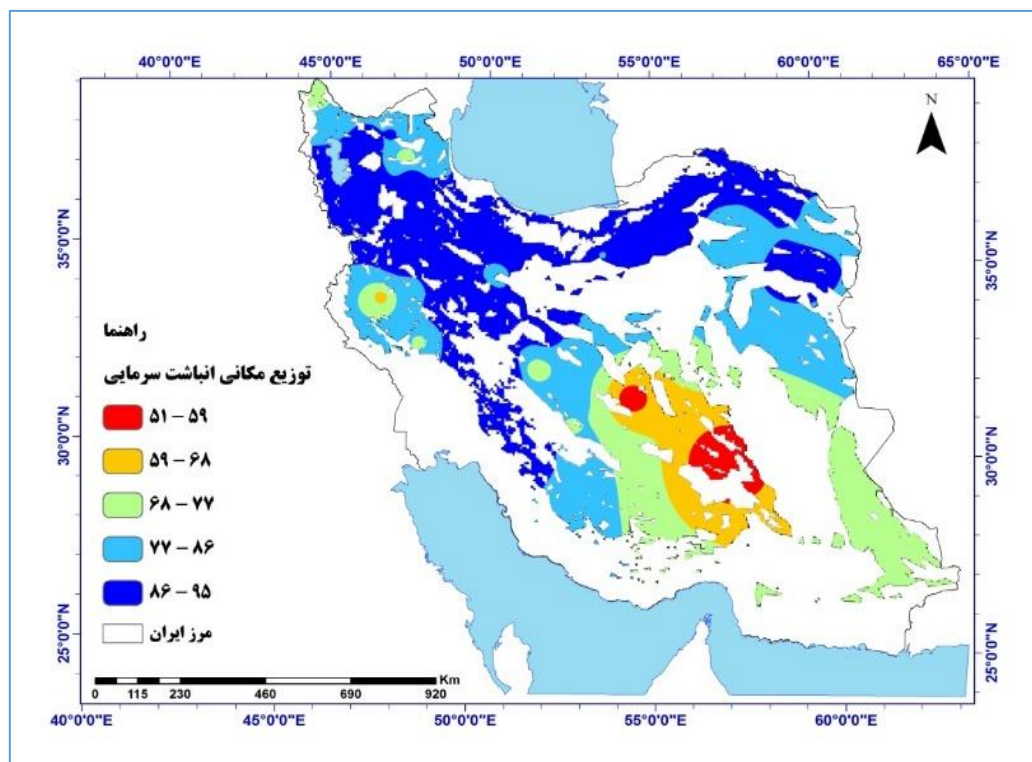 40°0'0"E 45°0'0"E 50°0'0"E 55°0'0"E 60°0'0"E 65°0'0"E
N
35°0'0"N 35°0'0"N
30°0'0"N 30°0'0"N
25°0'0"N 25°0'0"N
راهنما
توزیع مکانی انباشت سرمایی
۵۱ – ۵۹
۵۹ – ۶۸
۶۸ – ۷۷
۷۷ – ۸۶
۸۶ – ۹۵
مرز ایران
Km
0 115 230 460 690 920
40°0'0"E 45°0'0"E 50°0'0"E 55°0'0"E 60°0'0"E